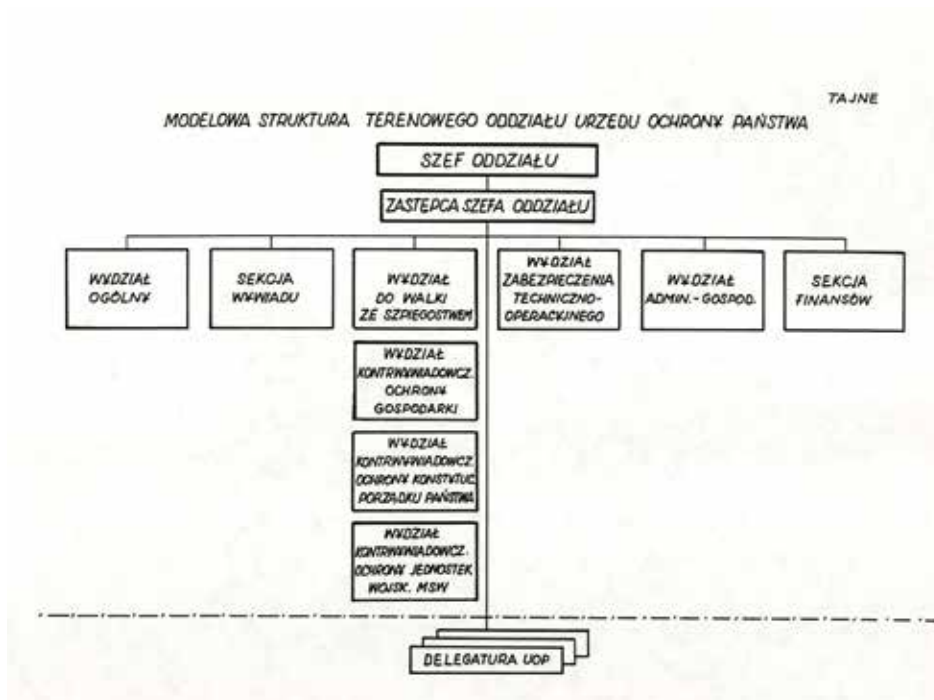 TAJNE
MODELOWA STRUKTURA TERENOWEGO ODDZIAŁU URZĘDU OCHRONY PAŃSTWA
SZEF ODDZIAŁU
ZASTĘPCA SZEFA ODDZIAŁU
WYDZIAŁ
OGÓLNY
SEKCJA
WYWIADU
WYDZIAŁ
DO WALKI
ZE SZPIEGOSTWEM
WYDZIAŁ
ZABEZPIECZENIA
TECHNICZNO-
OPERACYJNEGO
WYDZIAŁ
ADMIN.-GOSPOD.
SEKCJA
FINANSÓW
WYDZIAŁ
KONTRWYWIADOWCZ.
OCHRONY
GOSPODARKI
WYDZIAŁ
KONTRWYWIADOWCZ.
OCHRONY KONSTYTUC.
PORZĄDKU PAŃSTWA
WYDZIAŁ
KONTRWYWIADOWCZ.
OCHRONY JEDNOSTEK
WOJSK. MSW
DELEGATURA UOP